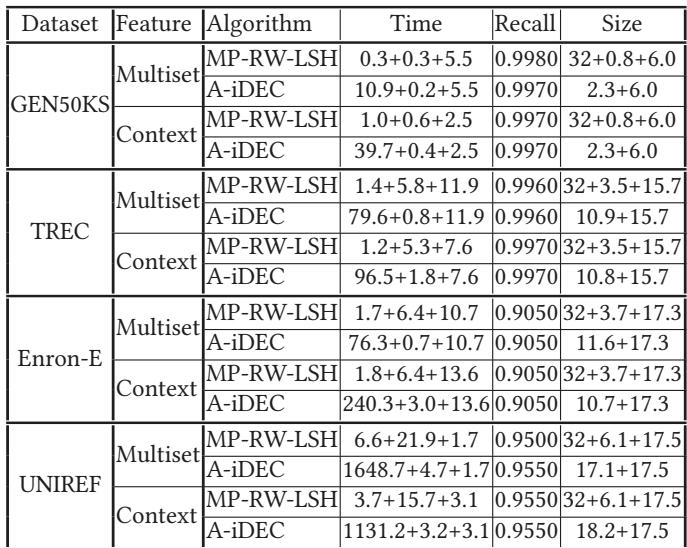 Dataset Feature Algorithm Time Recall Size
GEN50KS Multiset MP-RW-LSH 0.3+0.3+5.5 0.9980 32+0.8+6.0
A-iDEC 10.9+0.2+5.5 0.9970 2.3+6.0
Context MP-RW-LSH 1.0+0.6+2.5 0.9970 32+0.8+6.0
A-iDEC 39.7+0.4+2.5 0.9970 2.3+6.0
TREC Multiset MP-RW-LSH 1.4+5.8+11.9 0.9960 32+3.5+15.7
A-iDEC 79.6+0.8+11.9 0.9960 10.9+15.7
Context MP-RW-LSH 1.2+5.3+7.6 0.9970 32+3.5+15.7
A-iDEC 96.5+1.8+7.6 0.9970 10.8+15.7
Enron-E Multiset MP-RW-LSH 1.7+6.4+10.7 0.9050 32+3.7+17.3
A-iDEC 76.3+0.7+10.7 0.9050 11.6+17.3
Context MP-RW-LSH 1.8+6.4+13.6 0.9050 32+3.7+17.3
A-iDEC 240.3+3.0+13.6 0.9050 10.7+17.3
UNIREF Multiset MP-RW-LSH 6.6+21.9+1.7 0.9500 32+6.1+17.5
A-iDEC 1648.7+4.7+1.7 0.9550 17.1+17.5
Context MP-RW-LSH 3.7+15.7+3.1 0.9550 32+6.1+17.5
A-iDEC 1131.2+3.2+3.1 0.9550 18.2+17.5